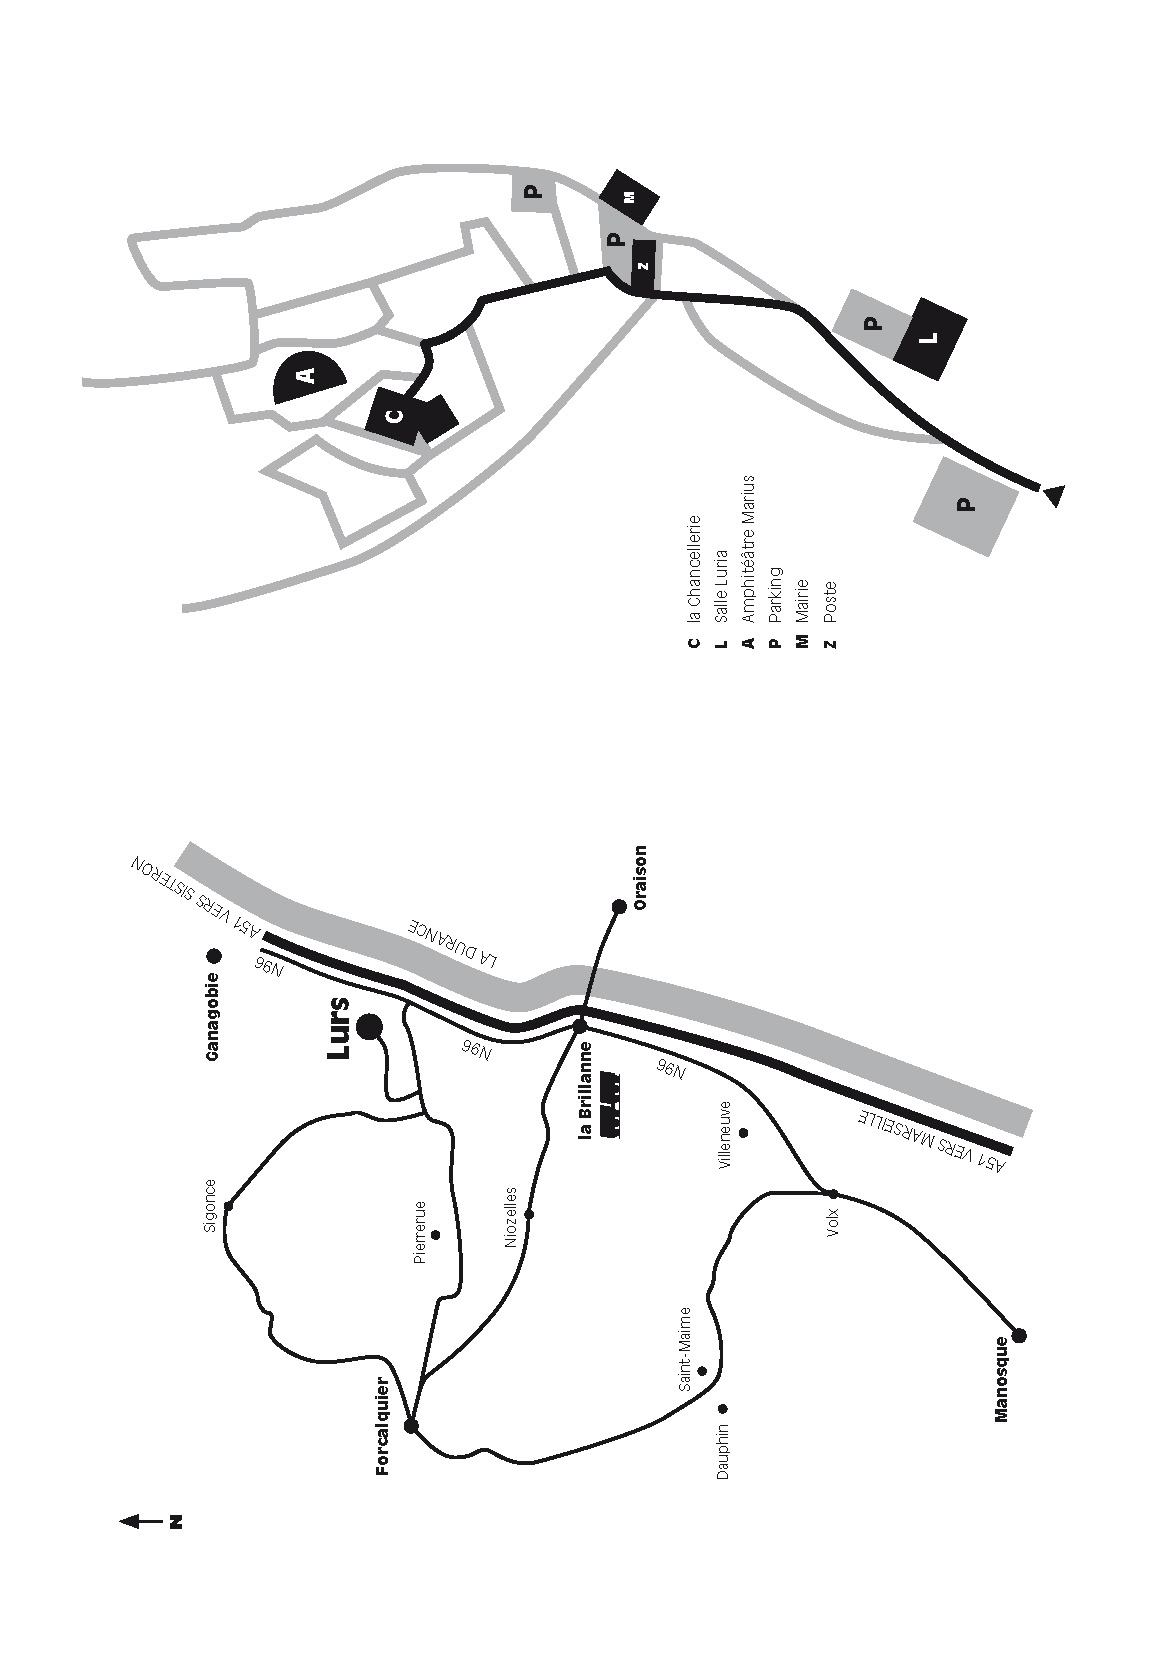 N
Sigonce
Ganagobie
A51 VERS SISTERON
N96
Lurs
LA DURANCE
Forcalquier
Pierrerue
N96
Niozelles
la Brillanne
Oraison
N96
Saint-Maime
Dauphin
Villeneuve
Volx
A51 VERS MARSEILLE
Manosque
A
C
P
M
P
Z
P
L
P
C la Chancellerie
L Salle Luria
A Amphitéâtre Marius
P Parking
M Mairie
Z Poste